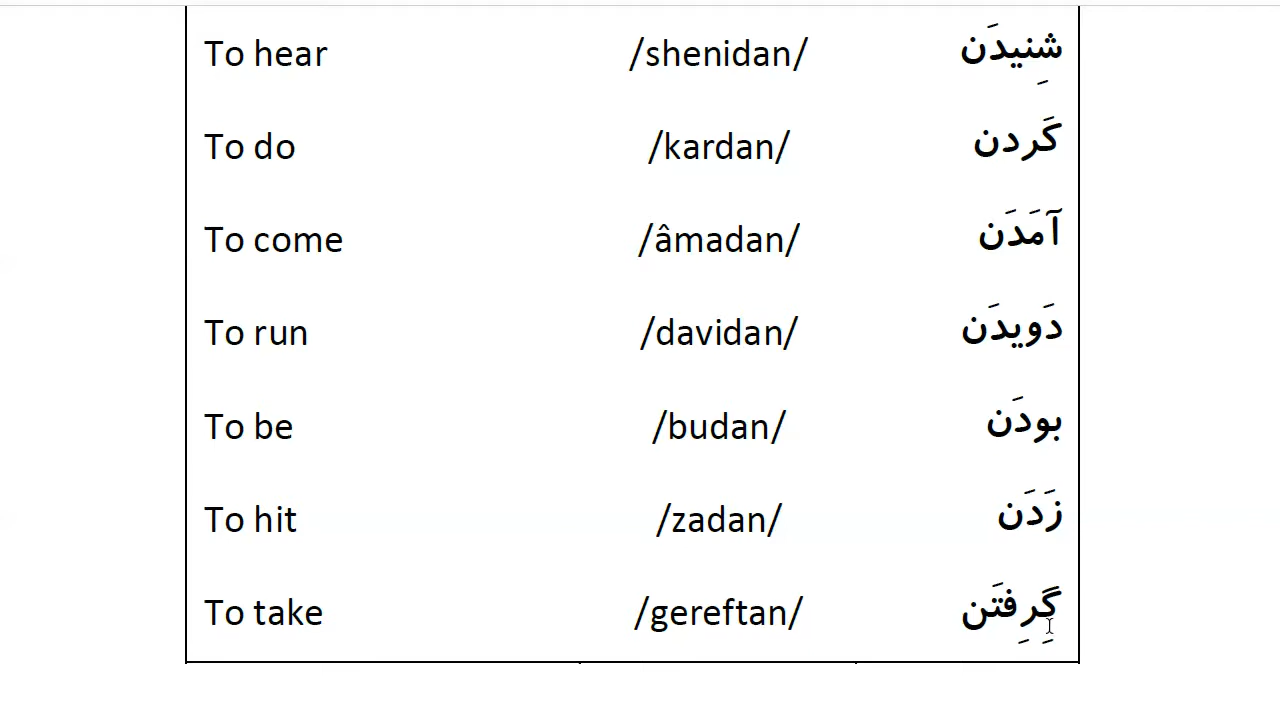 To hear /shenidan/ شِنیدَن
To do /kardan/ کَردن
To come /âmadan/ آمَدَن
To run /davidan/ دَویدَن
To be /budan/ بودَن
To hit /zadan/ زَدَن
To take /gereftan/ گِرِفتَن